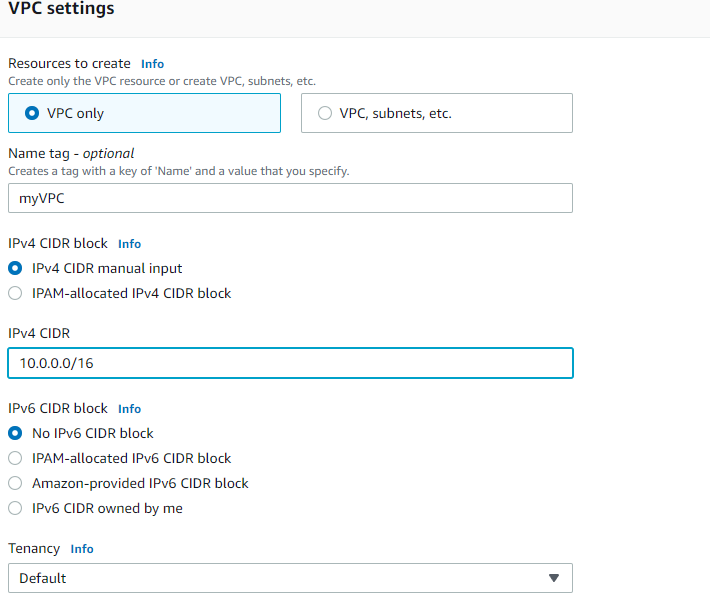 VPC settings
Resources to create Info
Create only the VPC resource or create VPC, subnets, etc.
VPC only
VPC, subnets, etc.
Name tag - optional
Creates a tag with a key of 'Name' and a value that you specify.
myVPC
IPv4 CIDR block Info
IPv4 CIDR manual input
IPAM-allocated IPv4 CIDR block
IPv4 CIDR
10.0.0.0/16
IPv6 CIDR block Info
No IPv6 CIDR block
IPAM-allocated IPv6 CIDR block
Amazon-provided IPv6 CIDR block
IPv6 CIDR owned by me
Tenancy Info
Default